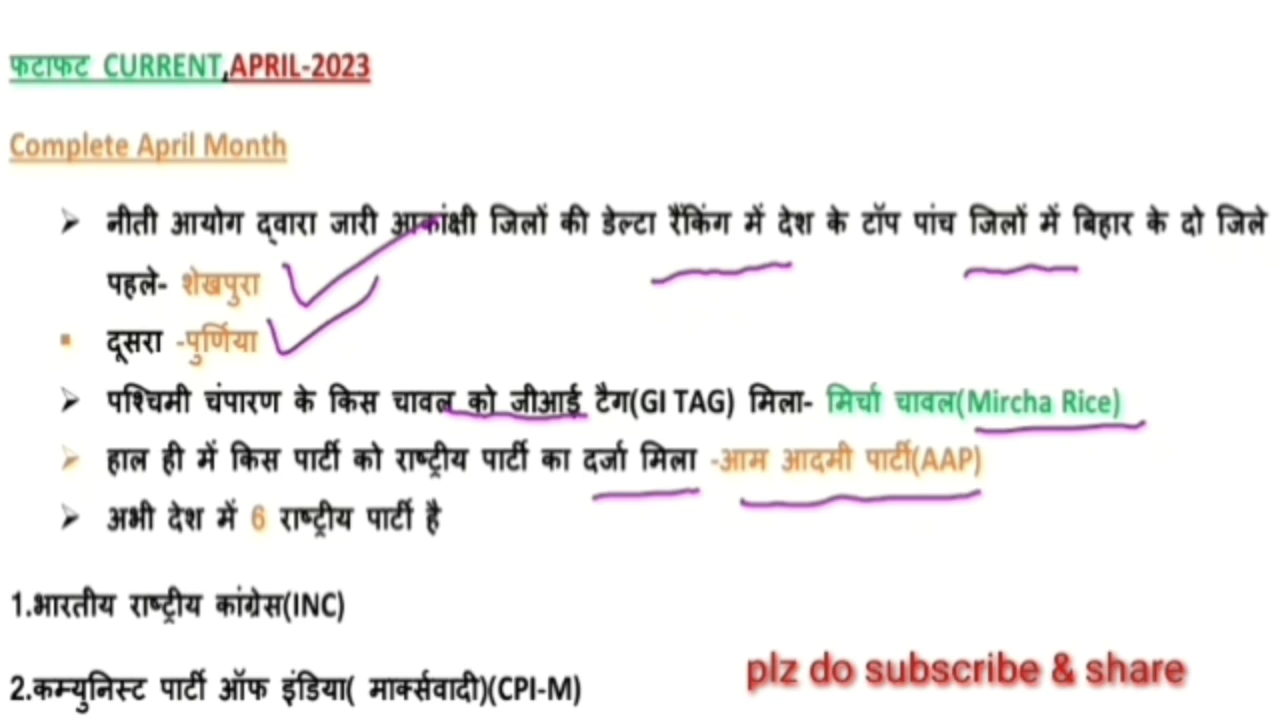 फटाफट CURRENT,APRIL-2023
Complete April Month
➢ नीती आयोग द्वारा जारी आकांक्षी जिलों की डेल्टा रैंकिंग में देश के टॉप पांच जिलों में बिहार के दो जिले
पहले- शेखपुरा
▪ दूसरा -पुर्णिया
➢ पश्चिमी चंपारण के किस चावल को जीआई टैग(GI TAG) मिला- मिर्चा चावल(Mircha Rice)
➢ हाल ही में किस पार्टी को राष्ट्रीय पार्टी का दर्जा मिला -आम आदमी पार्टी(AAP)
➢ अभी देश में 6 राष्ट्रीय पार्टी है
1.भारतीय राष्ट्रीय कांग्रेस(INC)
2.कम्युनिस्ट पार्टी ऑफ इंडिया( मार्क्सवादी)(CPI-M)
plz do subscribe & share